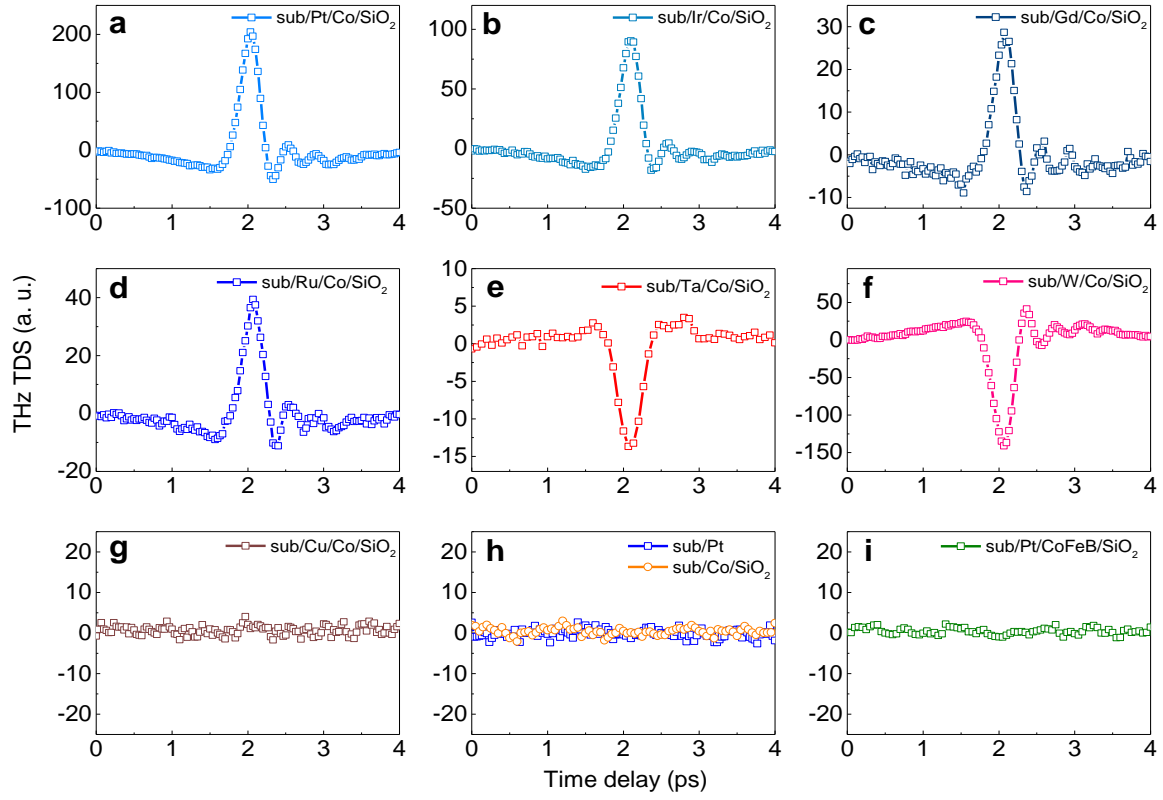 a
sub/Pt/Co/SiO₂
200
100
0
-100
0 1 2 3 4
b
sub/Ir/Co/SiO₂
100
50
0
-50
0 1 2 3 4
c
sub/Gd/Co/SiO₂
30
20
10
0
-10
0 1 2 3 4
THz TDS (a. u.)
d
sub/Ru/Co/SiO₂
40
20
0
-20
0 1 2 3 4
e
sub/Ta/Co/SiO₂
10
5
0
-5
-10
-15
0 1 2 3 4
f
sub/W/Co/SiO₂
50
0
-50
-100
-150
0 1 2 3 4
g
sub/Cu/Co/SiO₂
20
10
0
-10
-20
0 1 2 3 4
h
sub/Pt
sub/Co/SiO₂
20
10
0
-10
-20
0 1 2 3 4
i
sub/Pt/CoFeB/SiO₂
20
10
0
-10
-20
0 1 2 3 4
Time delay (ps)